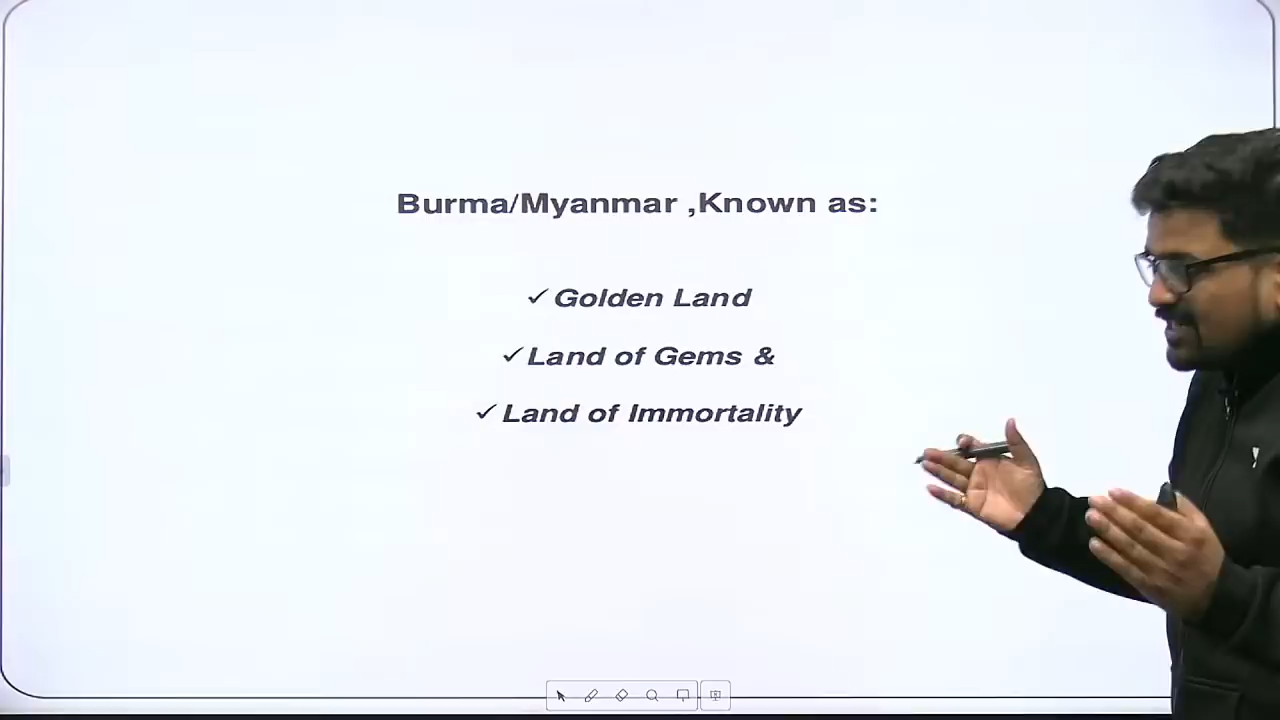 Burma/Myanmar ,Known as:
✓ Golden Land
✓ Land of Gems &
✓ Land of Immortality